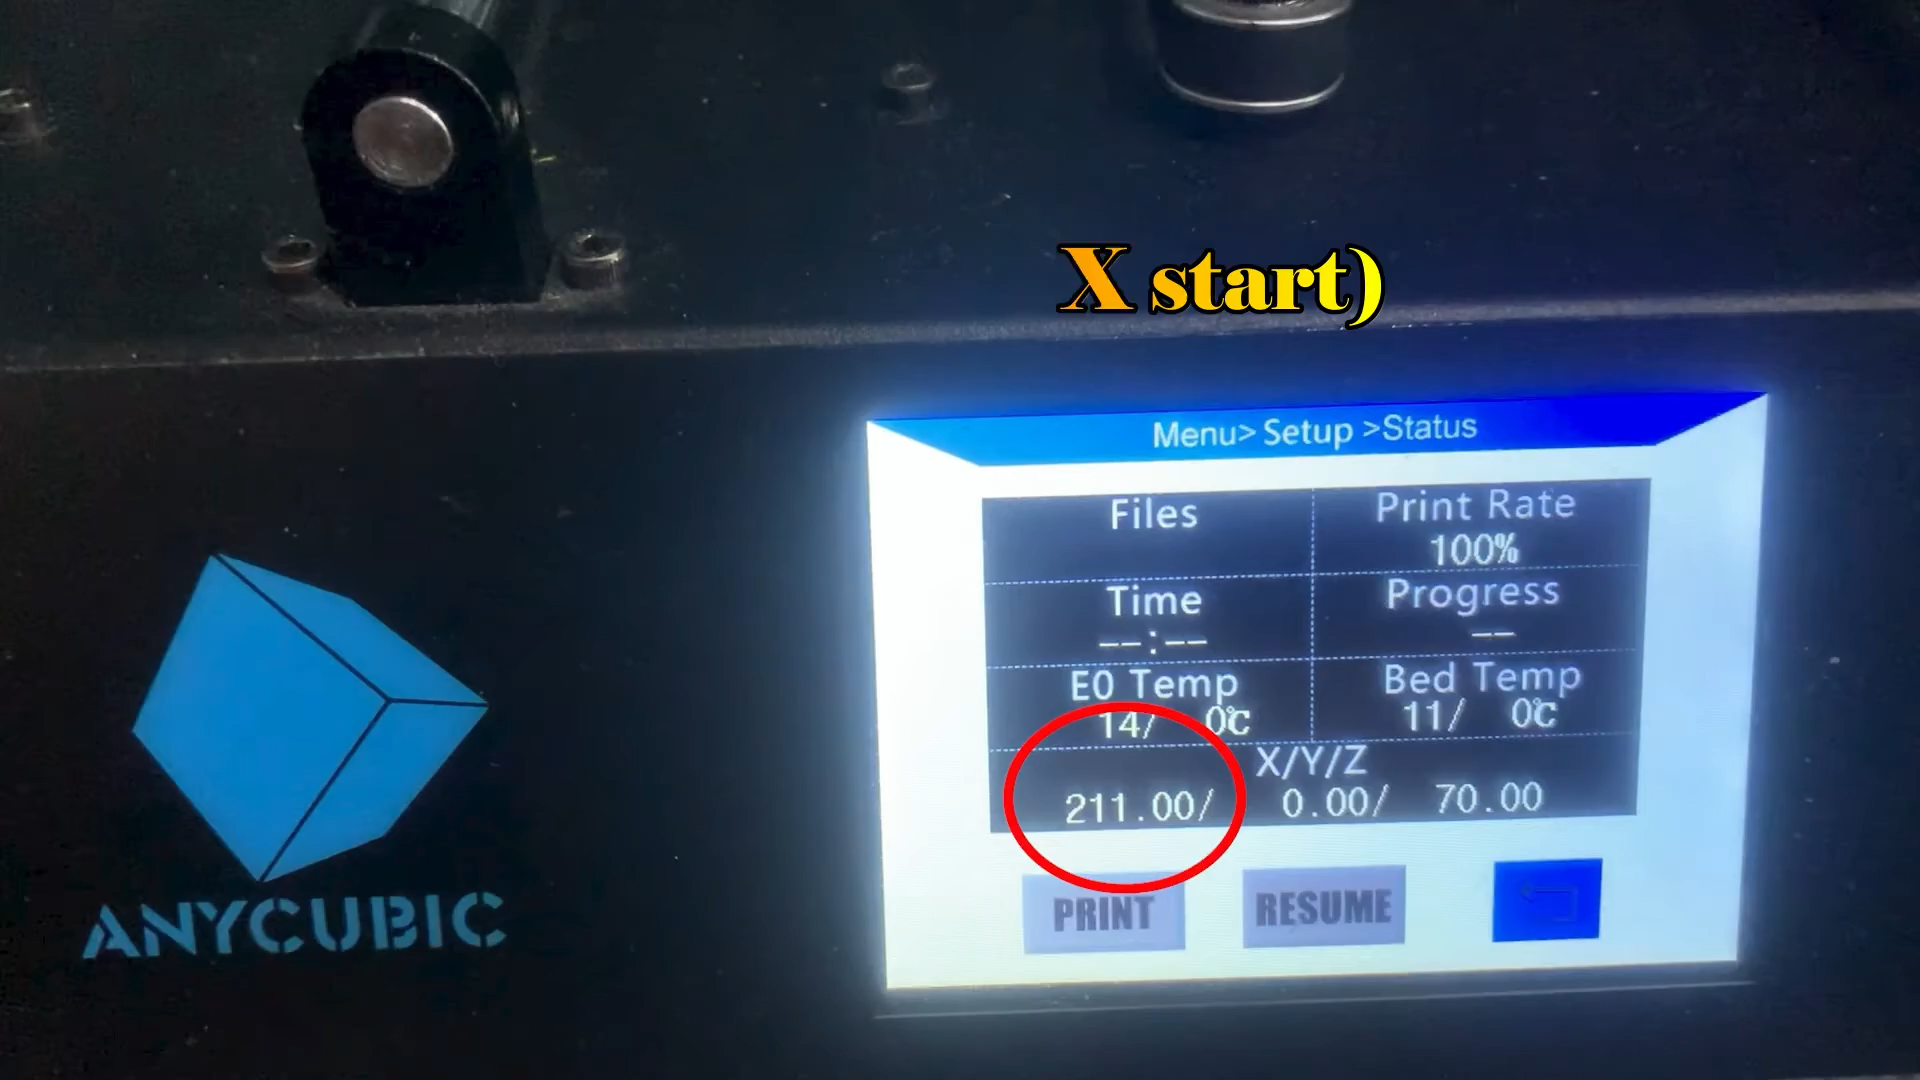 X start)
Menu> Setup >Status
Files
Print Rate
100%
Time
--:--
Progress
--
E0 Temp
14/ 0℃
Bed Temp
11/ 0℃
X/Y/Z
211.00/ 0.00/ 70.00
PRINT
RESUME
ANYCUBIC